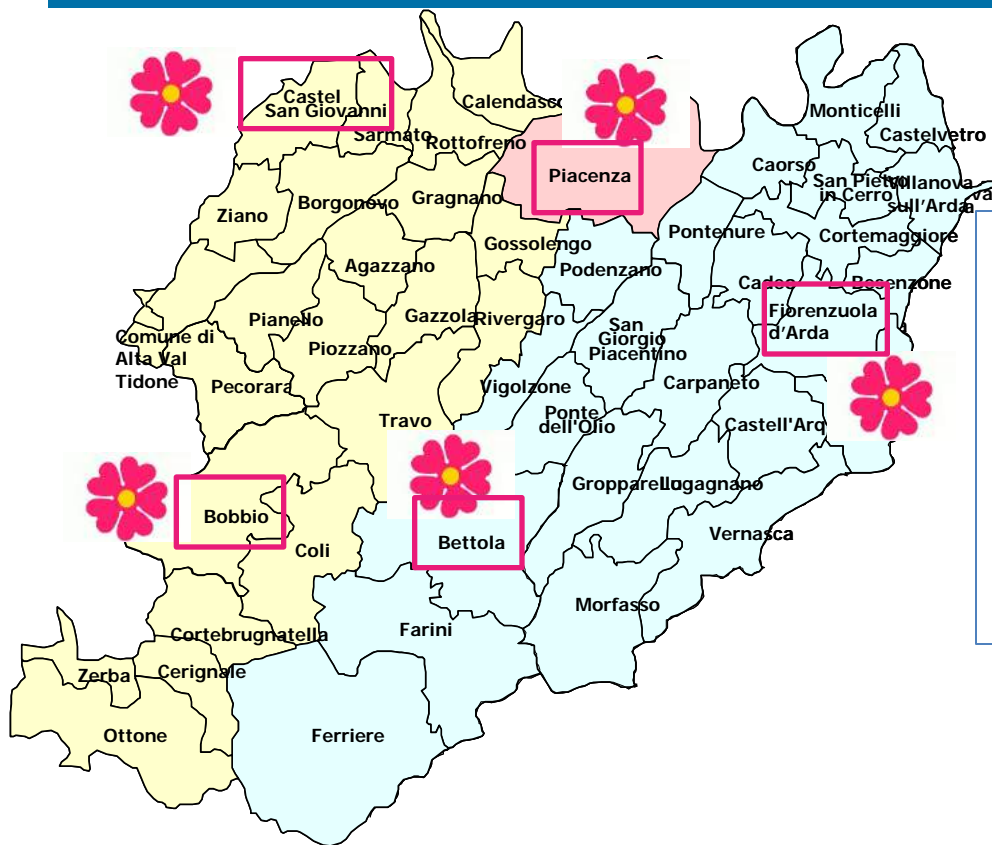 Castel
San Giovanni
Calendasco
Sarmato
Rottofreno
Monticelli
Castelvetro
Piacenza
Caorso
San Pietro
in Cerro
Villanova
sull'Arda
Ziano
Borgonovo
Gragnano
Gossolengo
Pontenure
Cortemaggiore
Agazzano
Podenzano
Cadeo
Besenzone
Fiorenzuola
d'Arda
Pianello
Gazzola
Rivergaro
San
Giorgio
Piacentino
Comune di
Alta Val
Tidone
Piozzano
Pecorara
Vigolzone
Carpaneto
Travo
Ponte
dell'Olio
Castell'Arq
Gropparello
Lugagnano
Bobbio
Bettola
Coli
Vernasca
Morfasso
Cortebrugnatella
Farini
Zerba
Cerignale
Ottone
Ferriere